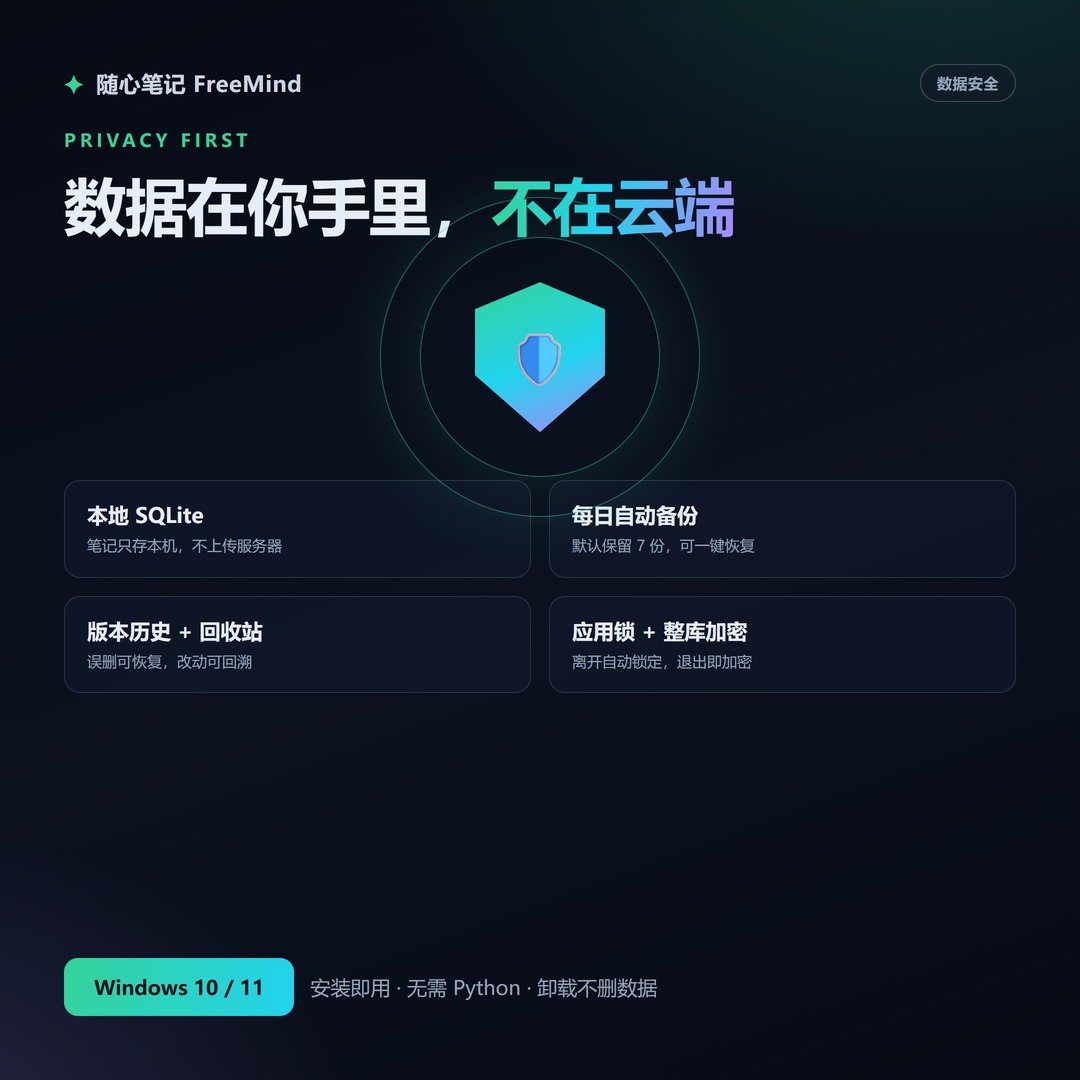 随心笔记 FreeMind
数据安全
PRIVACY FIRST
数据在你手里，不在云端
本地 SQLite
笔记只存本机，不上传服务器
每日自动备份
默认保留 7 份，可一键恢复
版本历史 + 回收站
误删可恢复，改动可回溯
应用锁 + 整库加密
离开自动锁定，退出即加密
Windows 10 / 11
安装即用 · 无需 Python · 卸载不删数据